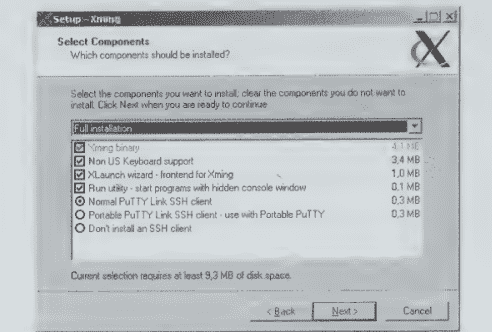 Setup - Xming
Select Components
Which components should be installed?
Select the components you want to install, clear the components you do not want to
install. Click Next when you are ready to continue
Full installation
Xming binary 4,1 MB
Non US Keyboard support 3,4 MB
XLaunch wizard - frontend for Xming 1,0 MB
Run utility - start programs with hidden console window 0,1 MB
Normal PuTTY Link SSH client 0,3 MB
Portable PuTTY Link SSH client - use with Portable PuTTY 0,3 MB
Don't install an SSH client
Current selection requires at least 9,3 MB of disk space.
< Back Next > Cancel